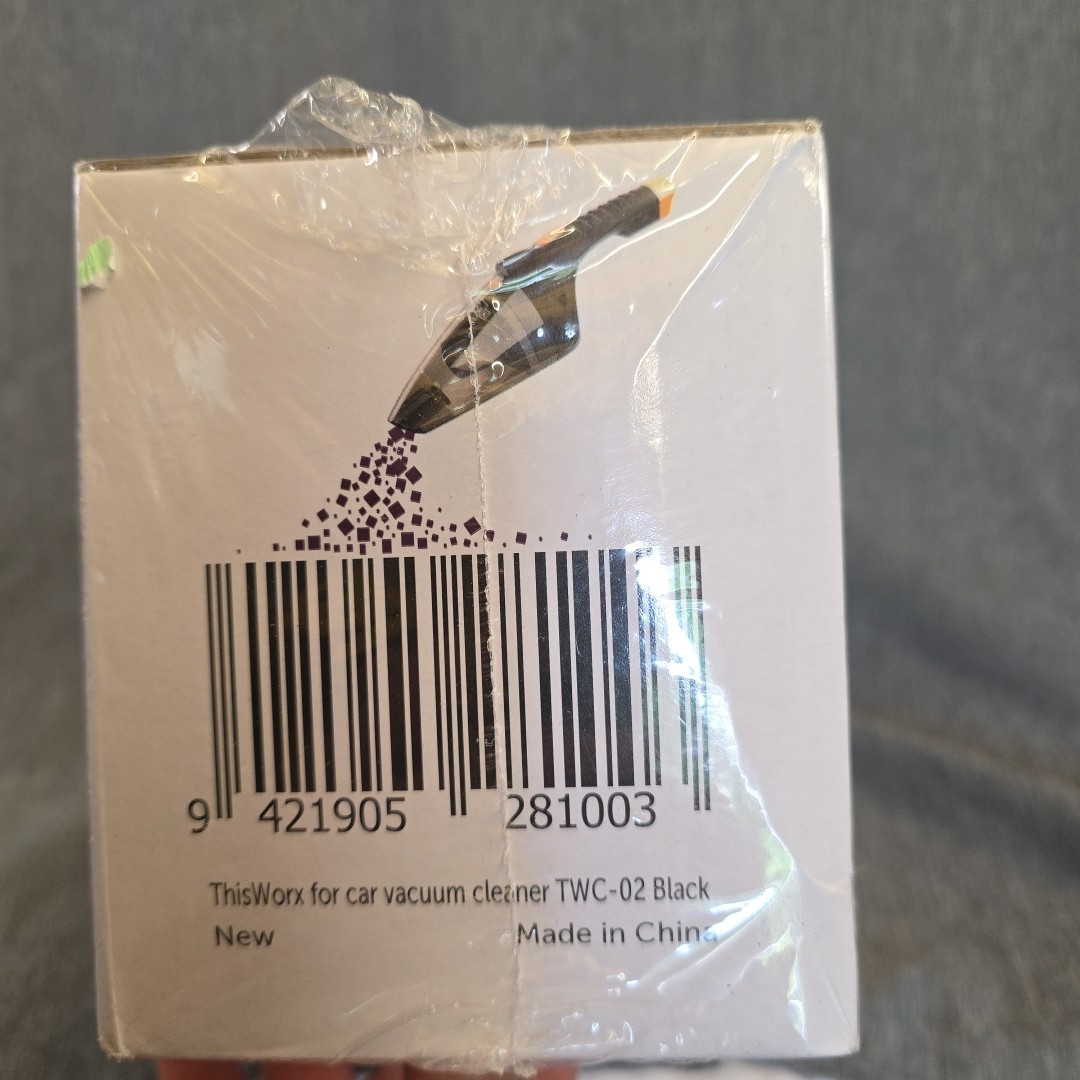 9 421905 281003
ThisWorx for car vacuum cleaner TWC-02 Black
New Made in China